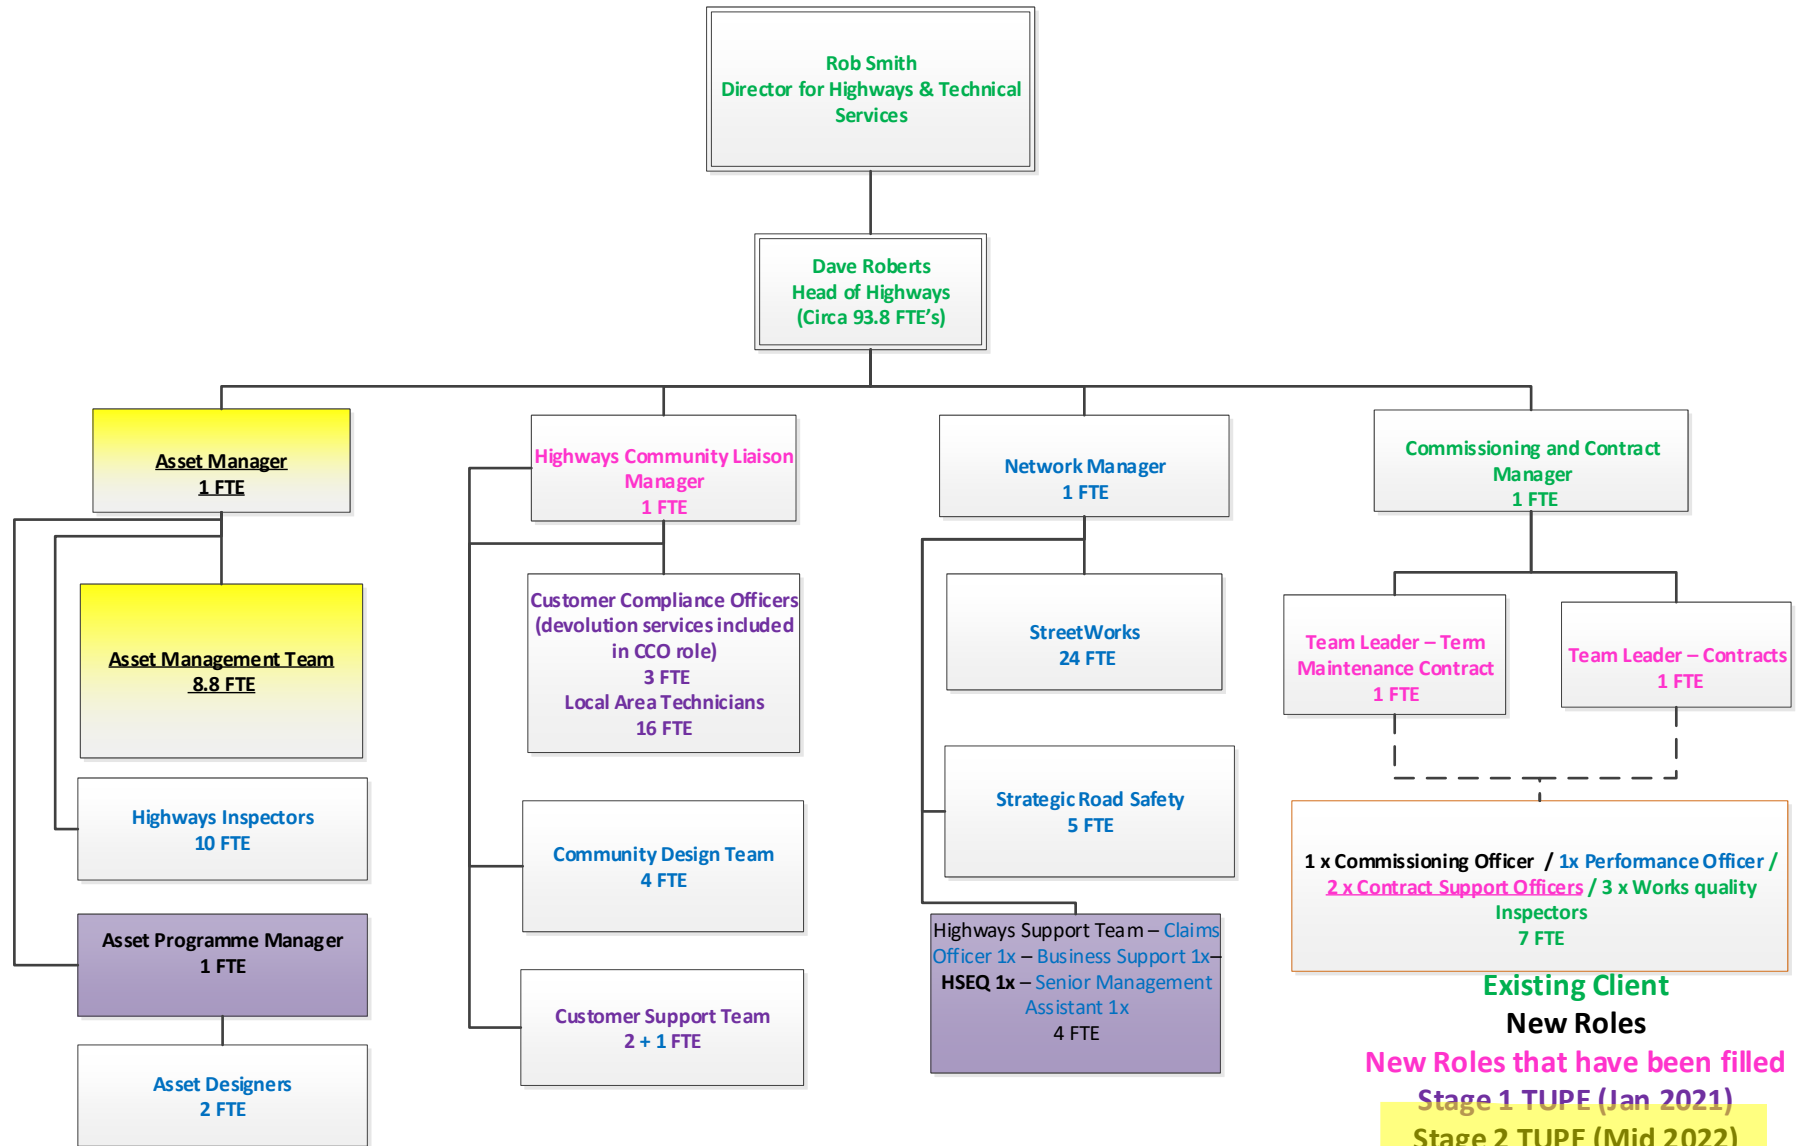 Rob Smith
Director for Highways & Technical
Services
Dave Roberts
Head of Highways
(Circa 93.8 FTE's)
Asset Manager
1 FTE
Asset Management Team
8.8 FTE
Highways Inspectors
10 FTE
Asset Programme Manager
1 FTE
Asset Designers
2 FTE
Highways Community Liaison
Manager
1 FTE
Customer Compliance Officers
(devolution services included
in CCO role)
3 FTE
Local Area Technicians
16 FTE
Community Design Team
4 FTE
Customer Support Team
2 + 1 FTE
Network Manager
1 FTE
StreetWorks
24 FTE
Strategic Road Safety
5 FTE
Highways Support Team – Claims
Officer 1x – Business Support 1x–
HSEQ 1x – Senior Management
Assistant 1x
4 FTE
Commissioning and Contract
Manager
1 FTE
Team Leader – Term
Maintenance Contract
1 FTE
Team Leader – Contracts
1 FTE
1 x Commissioning Officer / 1x Performance Officer /
2 x Contract Support Officers / 3 x Works quality
Inspectors
7 FTE
Existing Client
New Roles
New Roles that have been filled
Stage 1 TUPE (Jan 2021)
Stage 2 TUPE (Mid 2022)